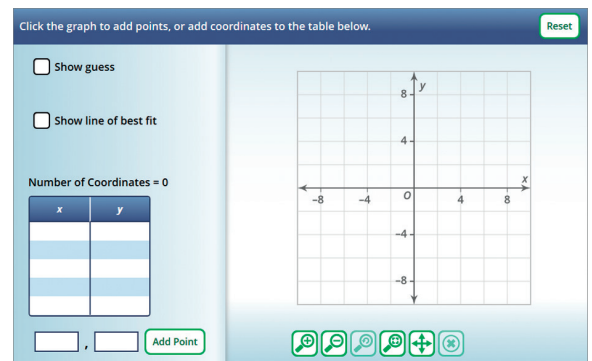 Click the graph to add points, or add coordinates to the table below.
Reset
Show guess
Show line of best fit
Number of Coordinates = 0
x y
, Add Point
y
8
4
x
−8 −4 O 4 8
−4
−8